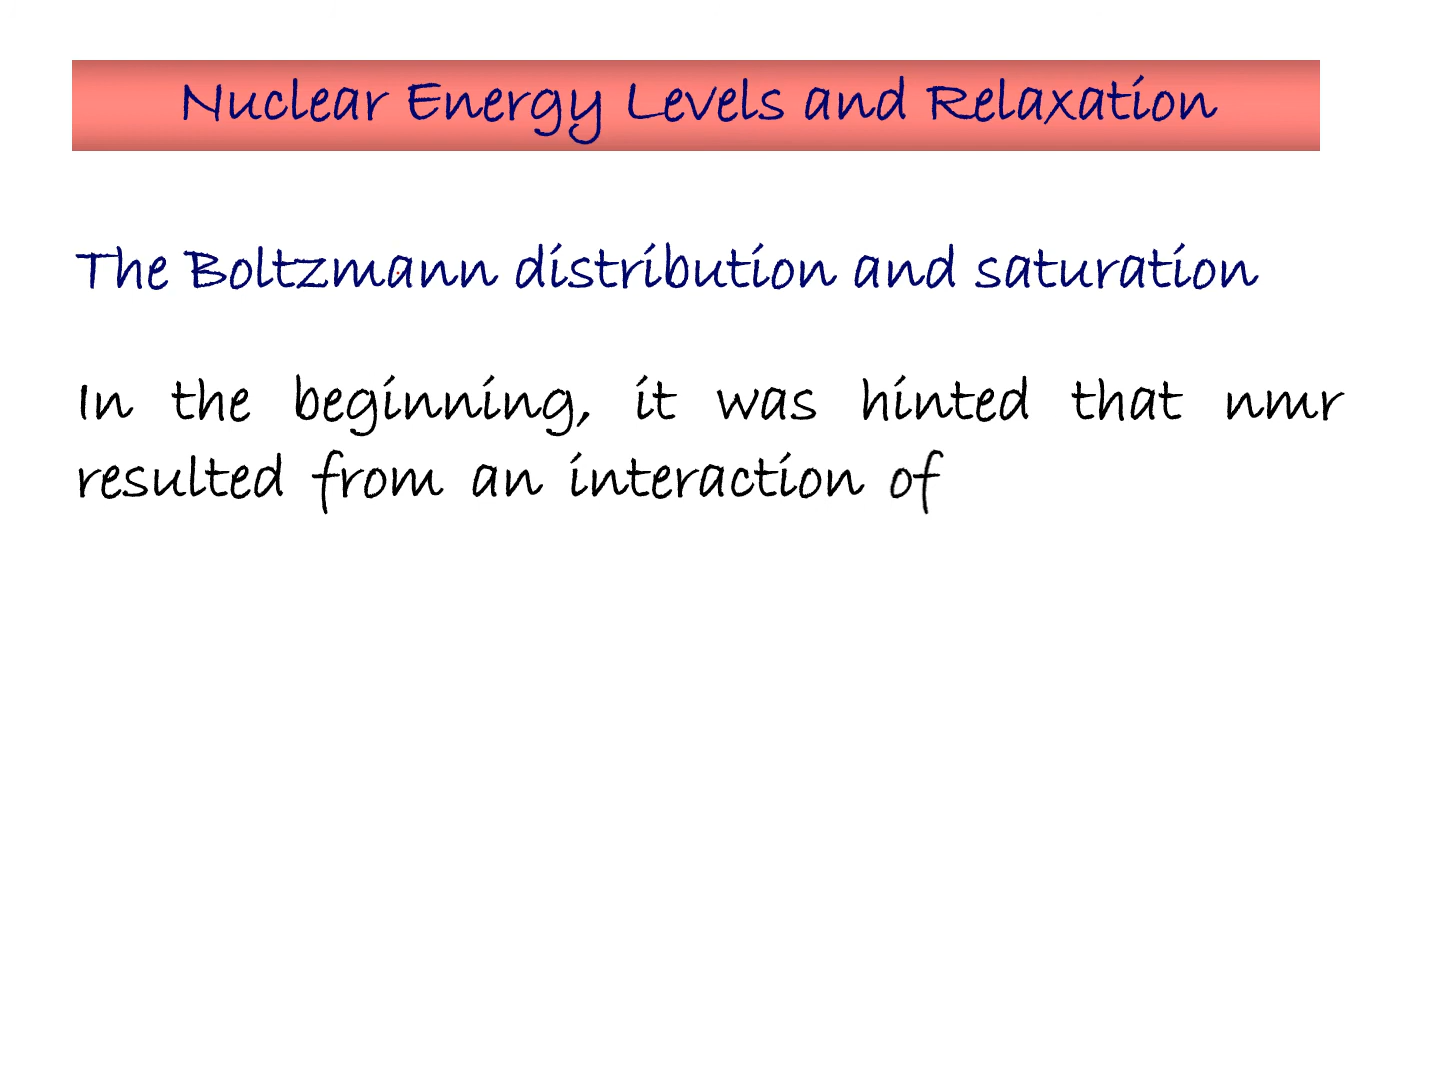 Nuclear Energy Levels and Relaxation
The Boltzmann distribution and saturation
In the beginning, it was hinted that nmr
resulted from an interaction of